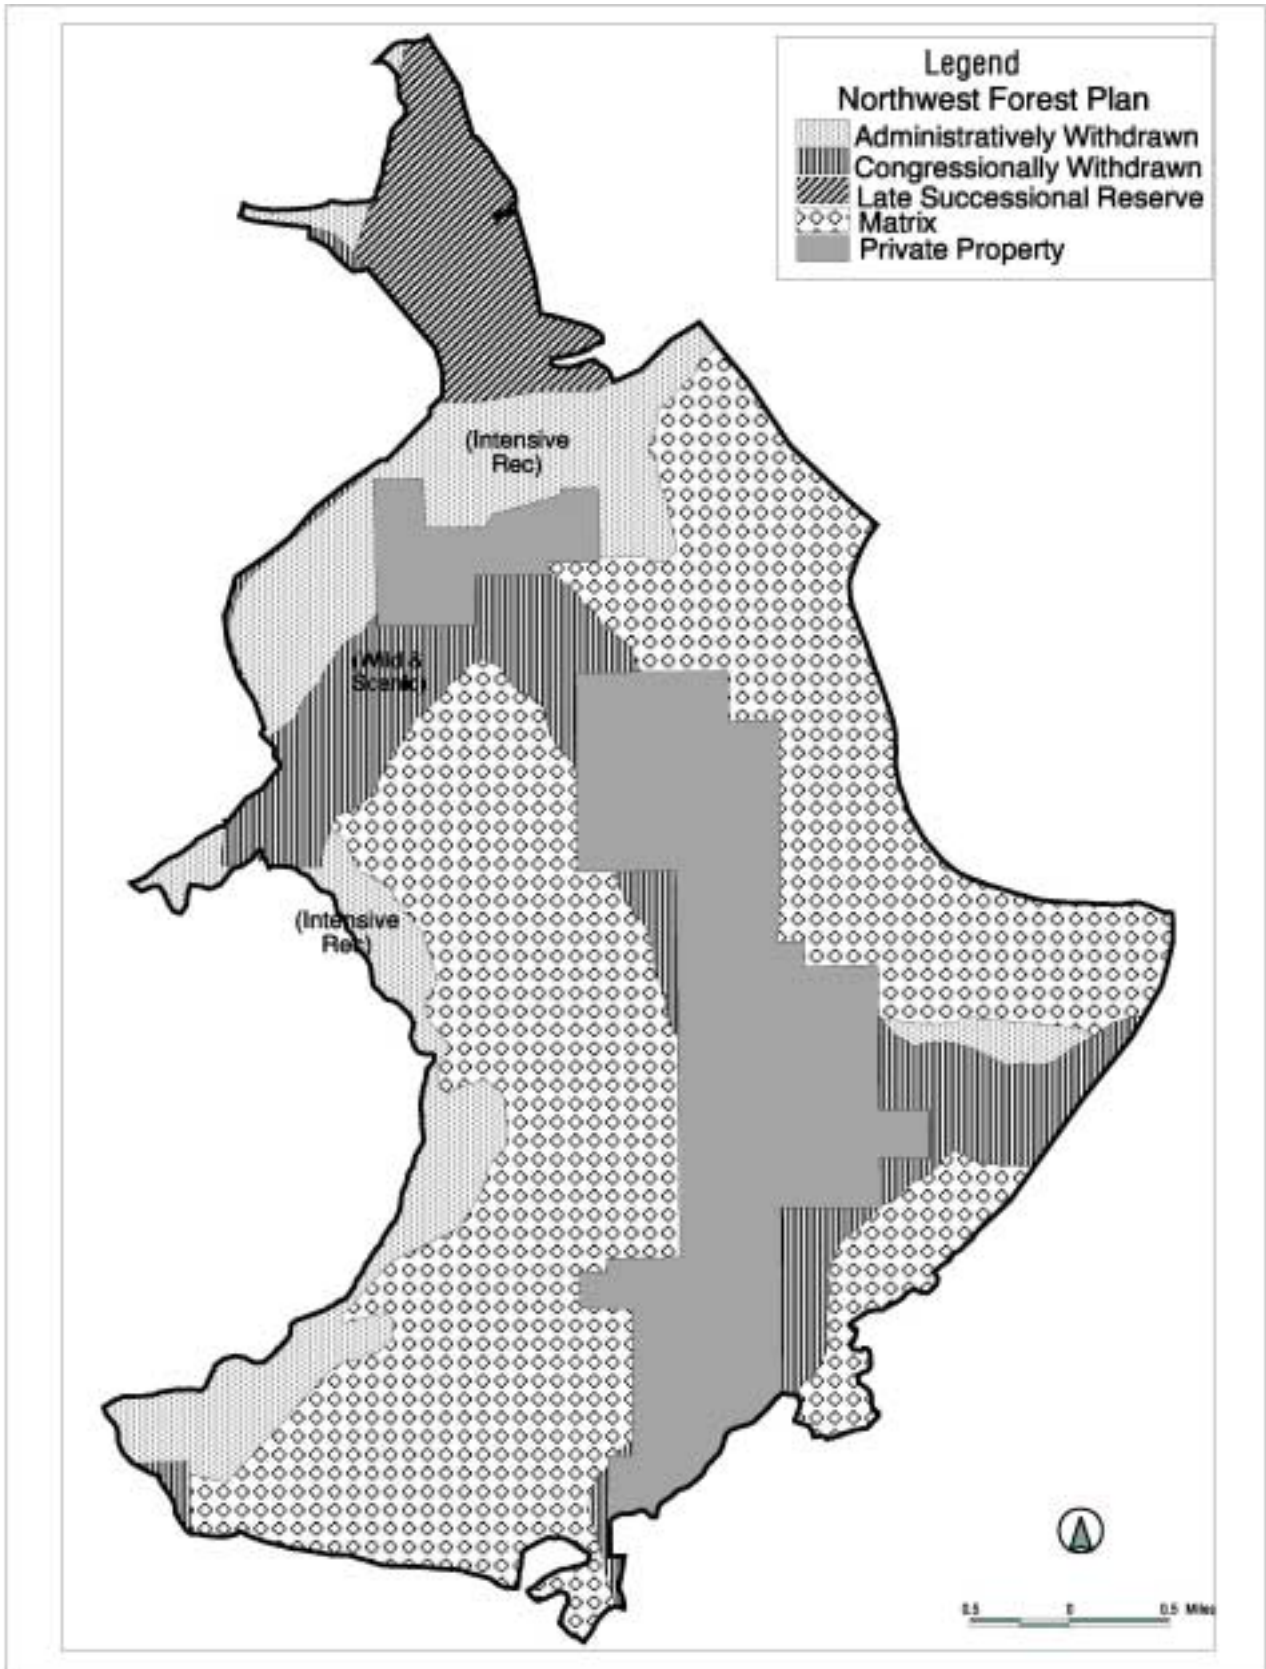 Legend
Northwest Forest Plan
Administratively Withdrawn
Congressionally Withdrawn
Late Successional Reserve
Matrix
Private Property
(Intensive
Rec)
(Wild &
Scenic)
(Intensive
Rec)
0.5 0 0.5 Miles